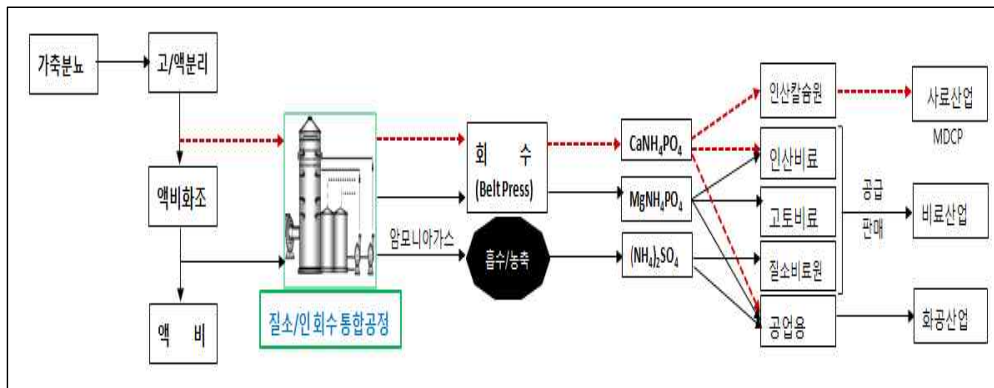 가축분뇨
고/액분리
액비화조
액 비
질소/인 회수 통합공정
암모니아가스
회 수
(Belt Press)
흡수/농축
CaNH₄PO₄
MgNH₄PO₄
(NH₄)₂SO₄
인산칼슘원
인산비료
고토비료
질소비료원
공업용
공급
판매
사료산업
MDCP
비료산업
화공산업